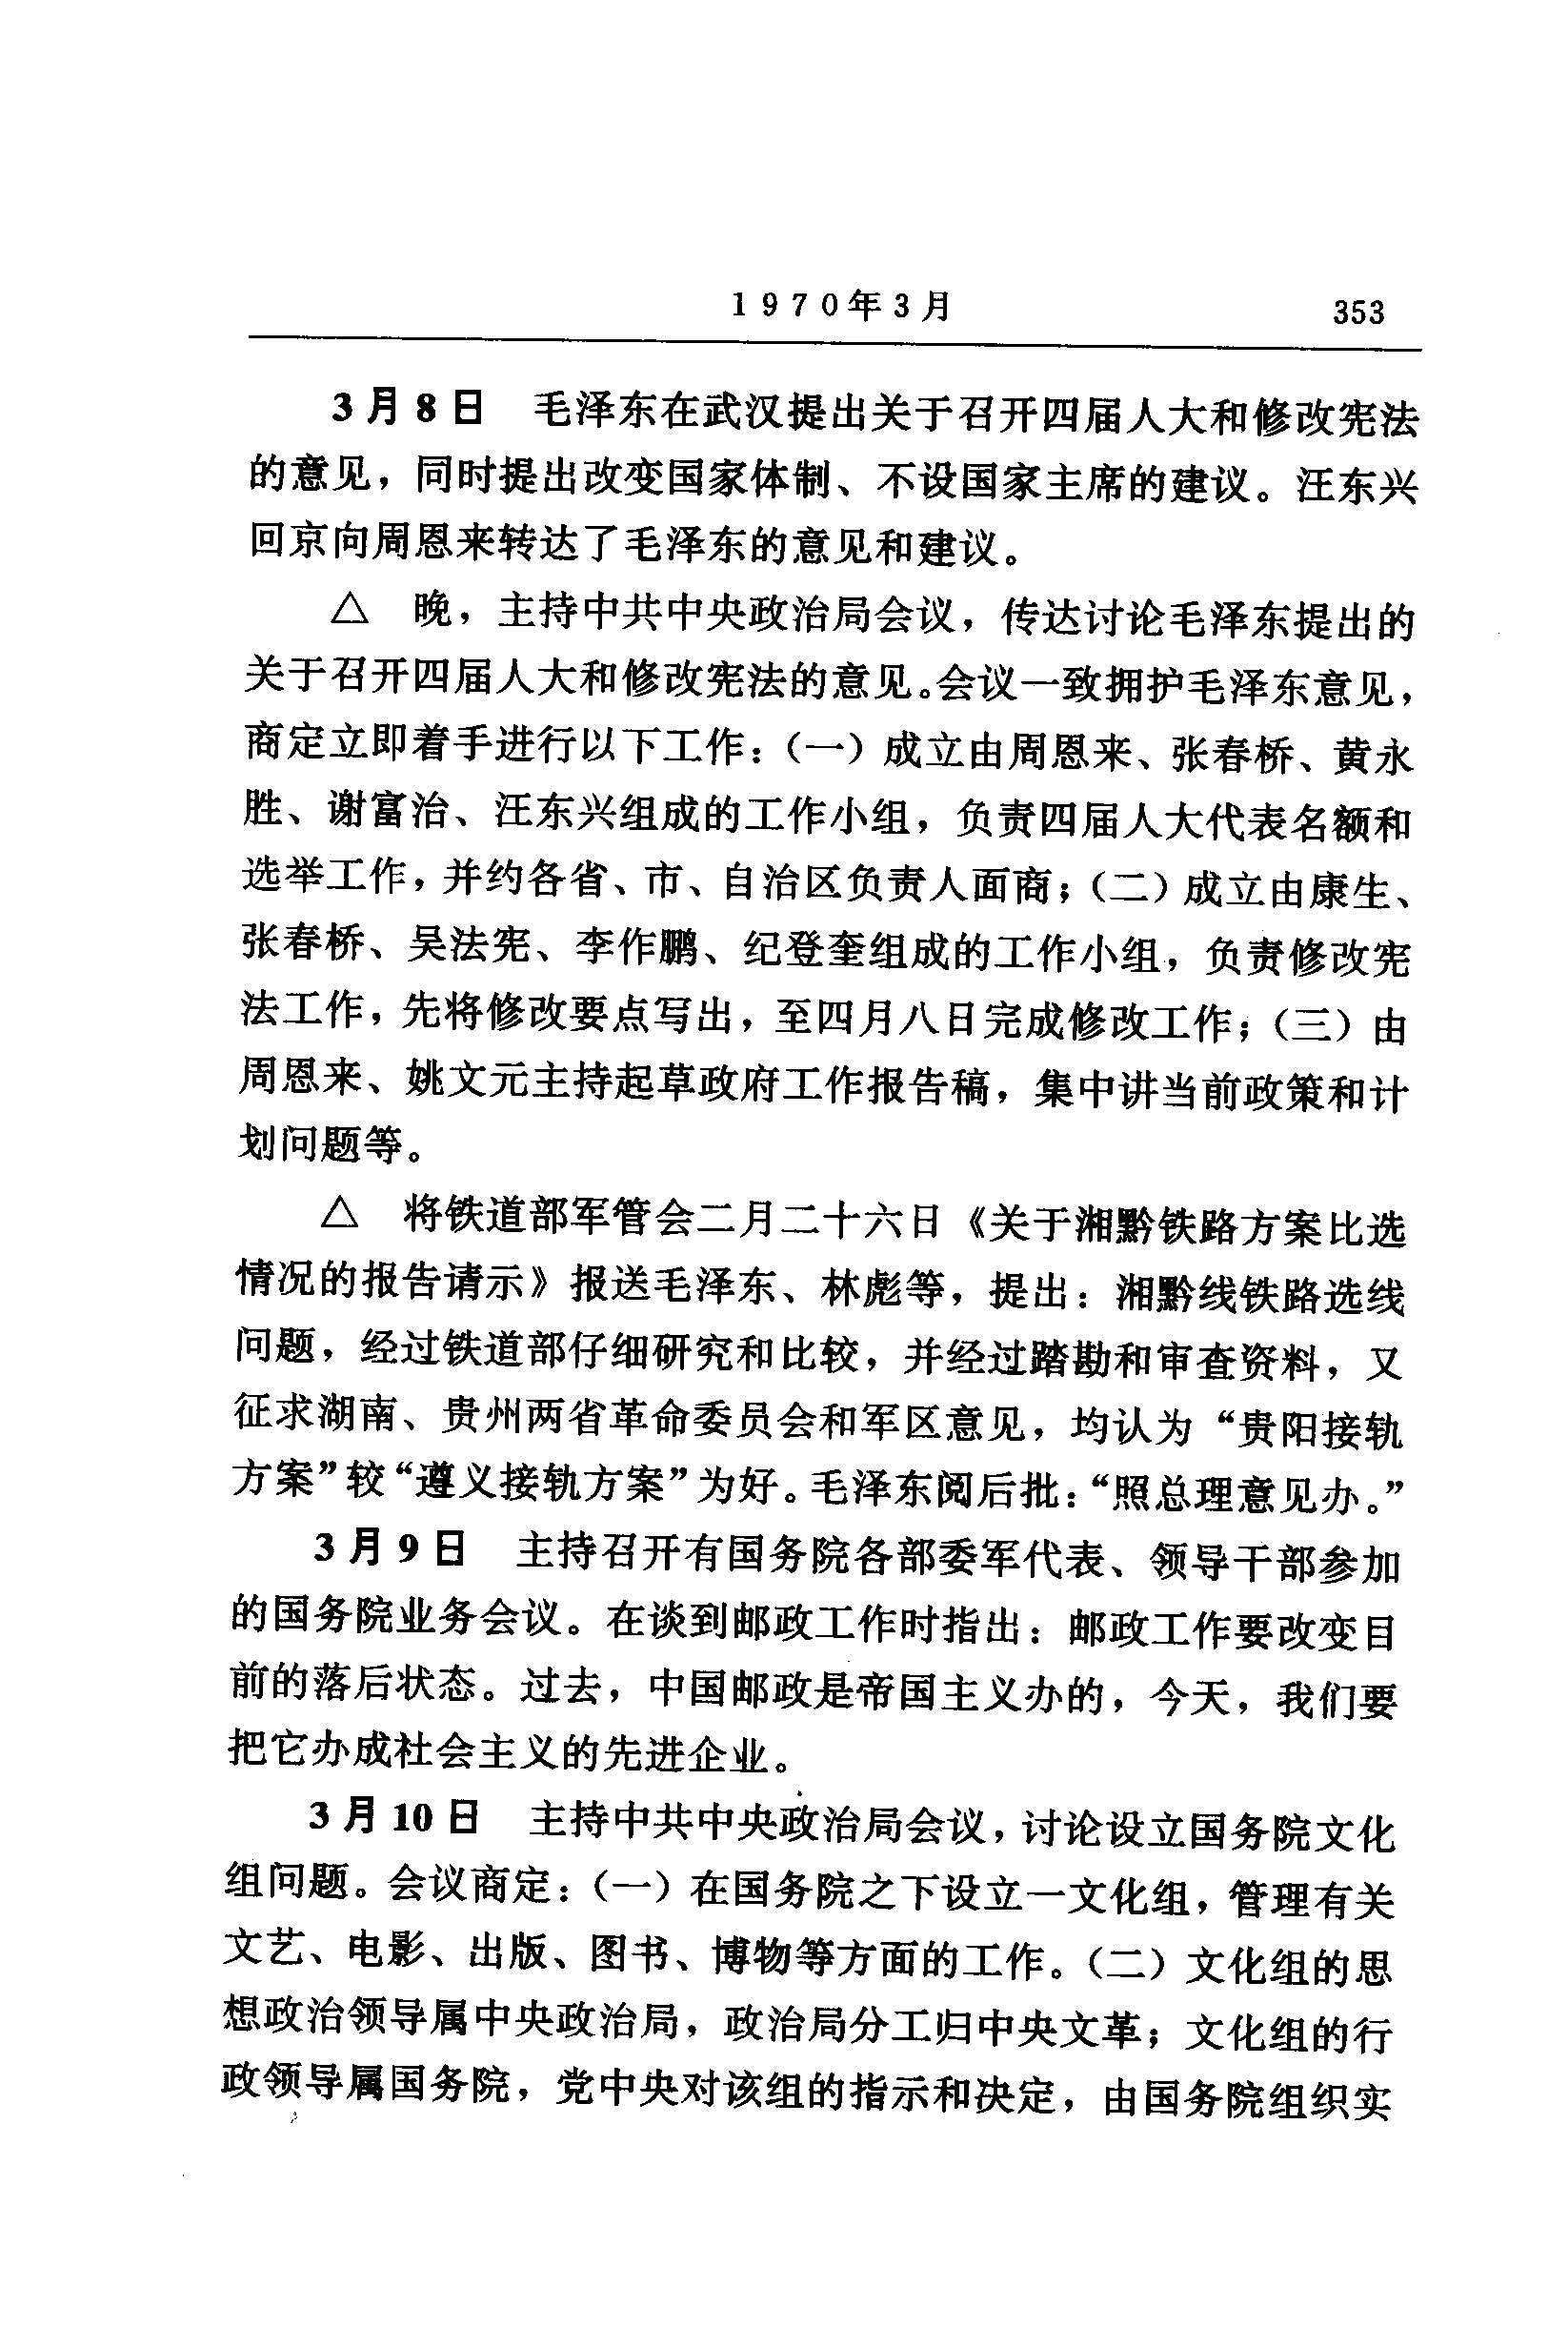 1970年3月
353
3月8日 毛泽东在武汉提出关于召开四届人大和修改宪法
的意见，同时提出改变国家体制、不设国家主席的建议。汪东兴
回京向周恩来转达了毛泽东的意见和建议。
△ 晚，主持中共中央政治局会议，传达讨论毛泽东提出的
关于召开四届人大和修改宪法的意见。会议一致拥护毛泽东意见，
商定立即着手进行以下工作：（一）成立由周恩来、张春桥、黄永
胜、谢富治、汪东兴组成的工作小组，负责四届人大代表名额和
选举工作，并约各省、市、自治区负责人面商；（二）成立由康生、
张春桥、吴法宪、李作鹏、纪登奎组成的工作小组，负责修改宪
法工作，先将修改要点写出，至四月八日完成修改工作；（三）由
周恩来、姚文元主持起草政府工作报告稿，集中讲当前政策和计
划问题等。
△ 将铁道部军管会二月二十六日《关于湘黔铁路方案比选
情况的报告请示》报送毛泽东、林彪等，提出：湘黔线铁路选线
问题，经过铁道部仔细研究和比较，并经过踏勘和审查资料，又
征求湖南、贵州两省革命委员会和军区意见，均认为“贵阳接轨
方案”较“遵义接轨方案”为好。毛泽东阅后批：“照总理意见办。”
3月9日 主持召开有国务院各部委军代表、领导干部参加
的国务院业务会议。在谈到邮政工作时指出：邮政工作要改变目
前的落后状态。过去，中国邮政是帝国主义办的，今天，我们要
把它办成社会主义的先进企业。
3月10日 主持中共中央政治局会议，讨论设立国务院文化
组问题。会议商定：（一）在国务院之下设立一文化组，管理有关
文艺、电影、出版、图书、博物等方面的工作。（二）文化组的思
想政治领导属中央政治局，政治局分工归中央文革；文化组的行
政领导属国务院，党中央对该组的指示和决定，由国务院组织实